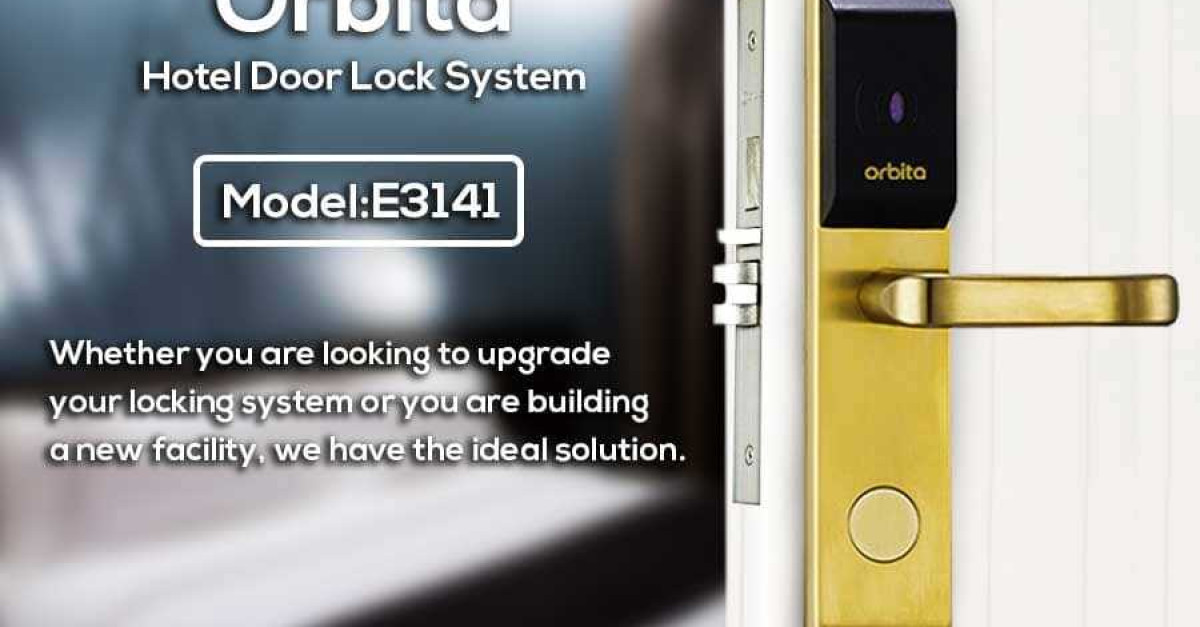 Orbita
Hotel Door Lock System
Model:E3141
Whether you are looking to upgrade
your locking system or you are building
a new facility, we have the ideal solution.
orbita